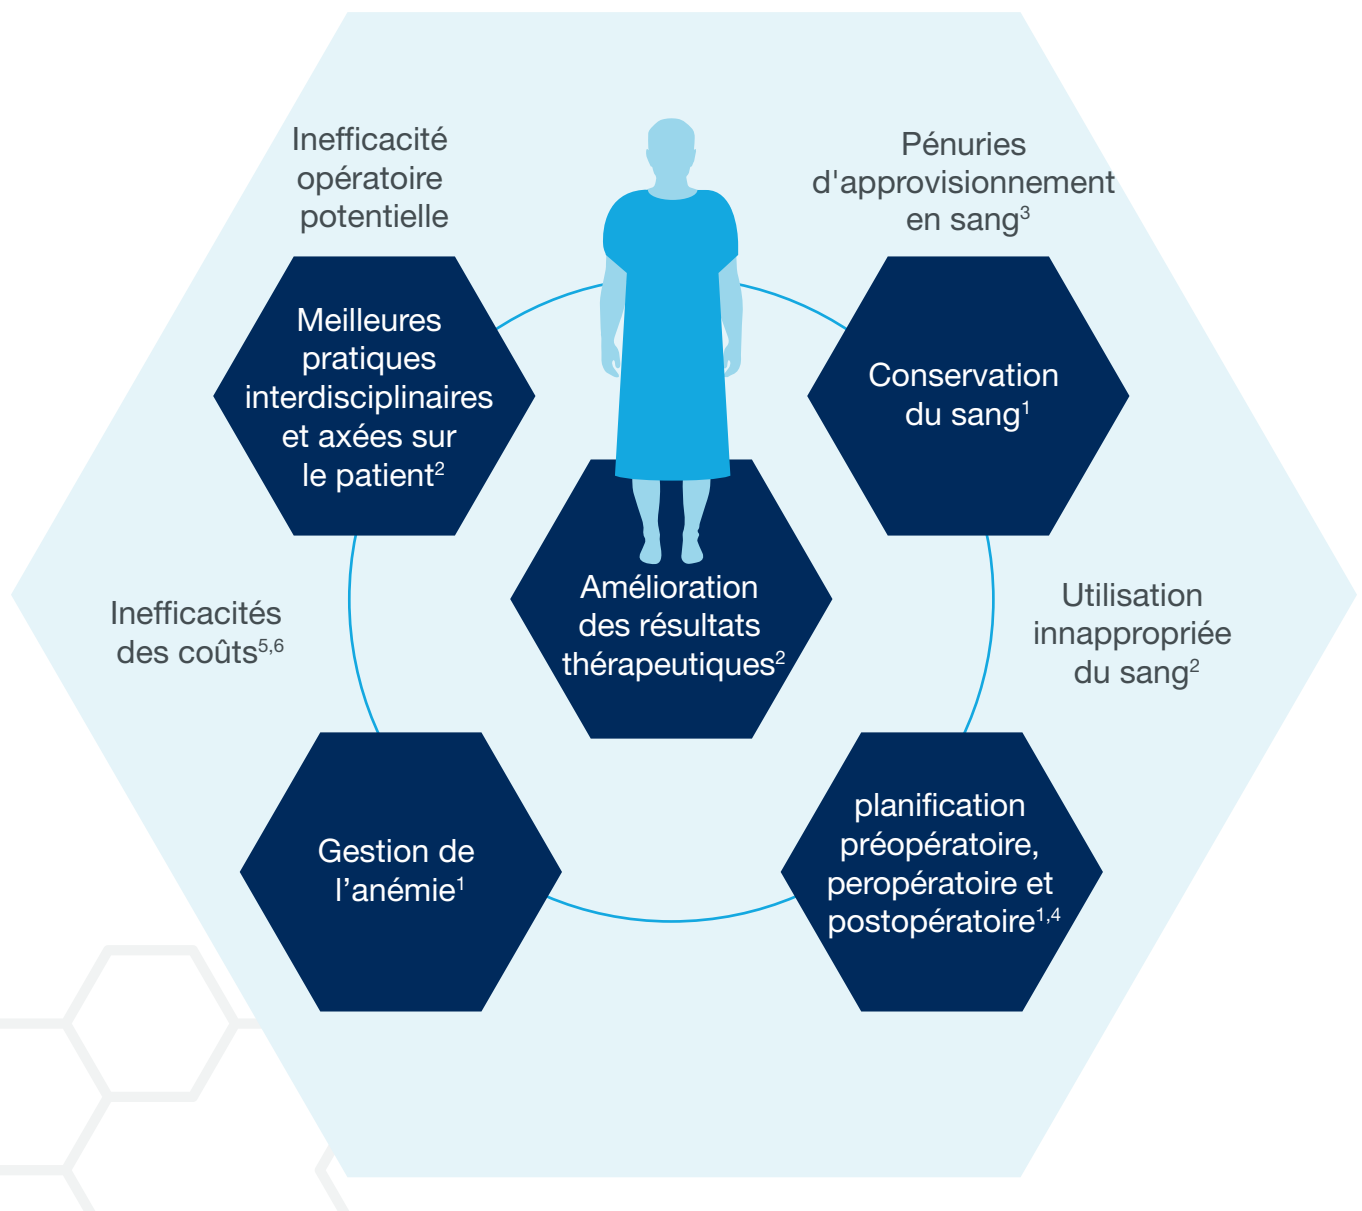 Inefficacité
opératoire
potentielle
Pénuries
d'approvisionnement
en sang³
Meilleures
pratiques
interdisciplinaires
et axées sur
le patient²
Conservation
du sang¹
Amélioration
des résultats
thérapeutiques²
Inefficacités
des coûts⁵,⁶
Utilisation
innappropriée
du sang²
Gestion de
l’anémie¹
planification
préopératoire,
peropératoire et
postopératoire¹,⁴